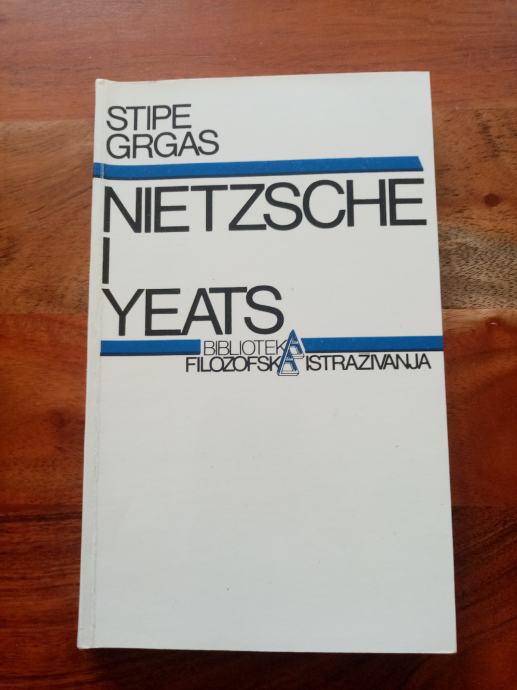 STIPE
GRGAS
NIETZSCHE
I
YEATS
BIBLIOTEKA
FILOZOFSKA ISTRAZIVANJA